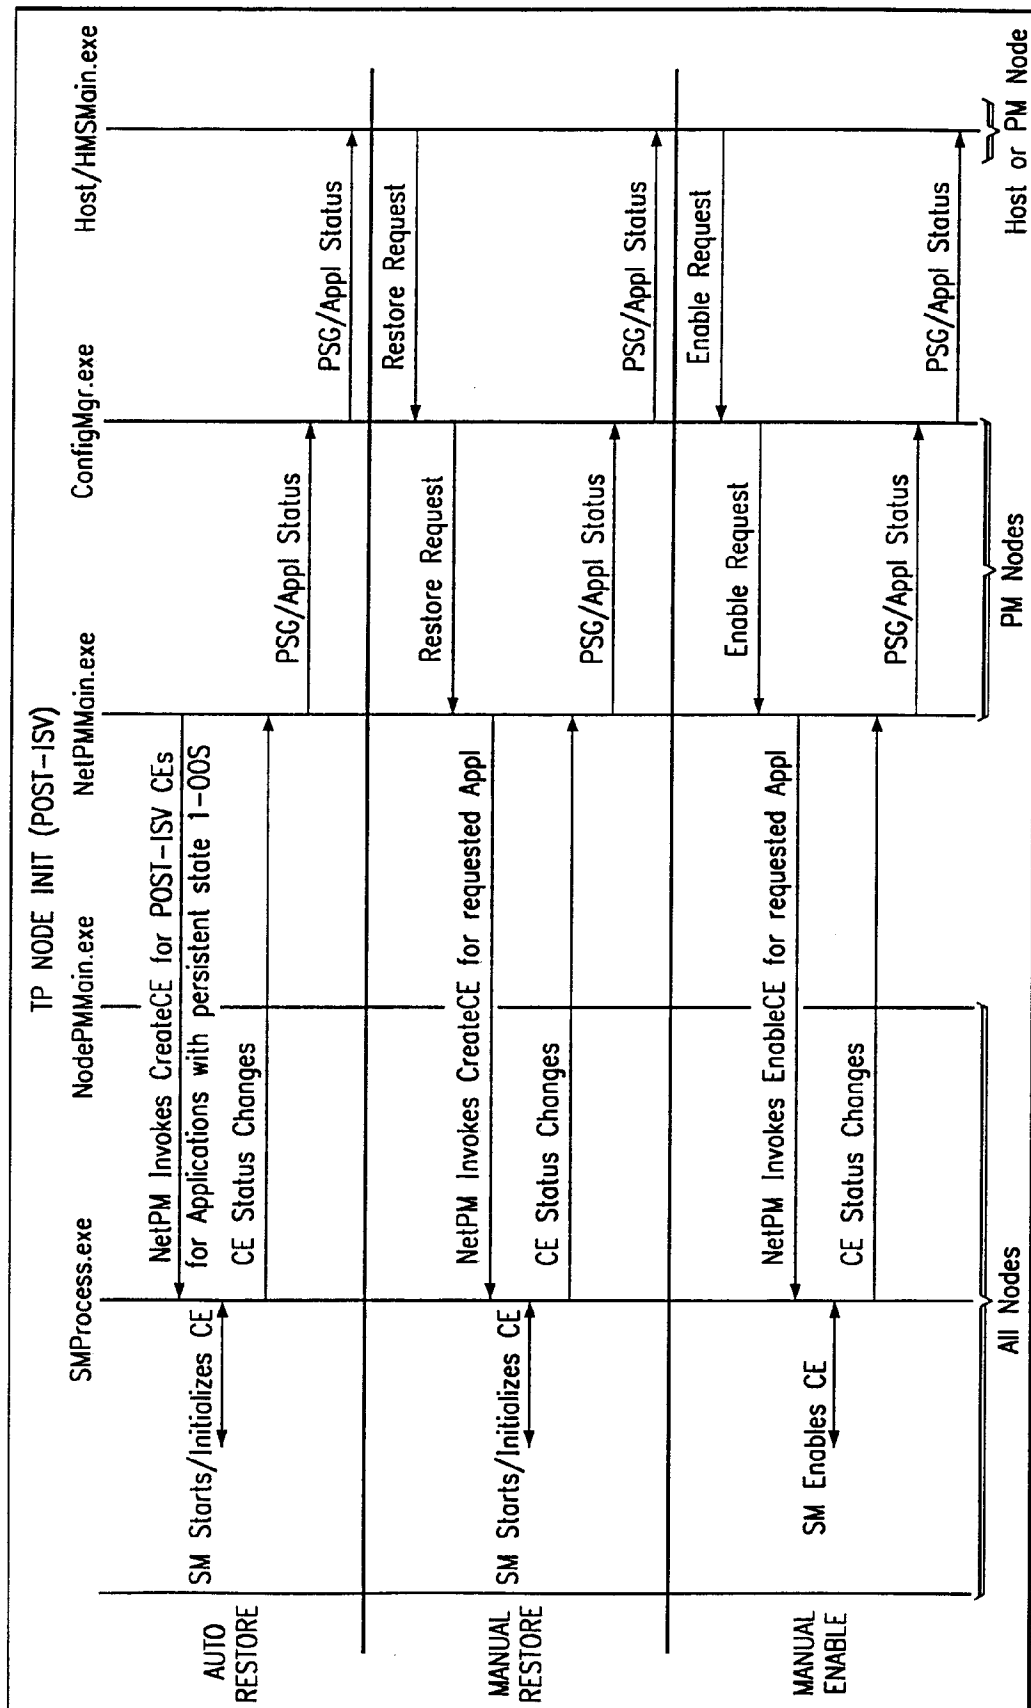 TP NODE INIT (POST-ISV)
SMProcess.exe
NodePMMain.exe
NetPMMain.exe
ConfigMgr.exe
Host/HMSMain.exe
AUTO
RESTORE
SM Starts/Initializes CE
NetPM Invokes CreateCE for POST-ISV CEs
for Applications with persistent state 1-OOS
CE Status Changes
PSG/Appl Status
PSG/Appl Status
MANUAL
RESTORE
Restore Request
Restore Request
NetPM Invokes CreateCE for requested Appl
SM Starts/Initializes CE
CE Status Changes
PSG/Appl Status
PSG/Appl Status
MANUAL
ENABLE
Enable Request
Enable Request
NetPM Invokes EnableCE for requested Appl
SM Enables CE
CE Status Changes
PSG/Appl Status
PSG/Appl Status
All Nodes
PM Nodes
Host or PM Node